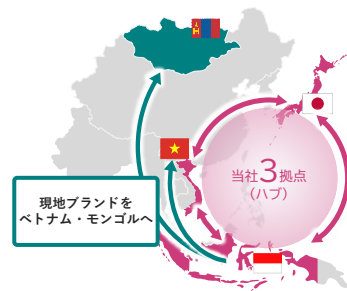 当社3拠点
（ハブ）
現地ブランドを
ベトナム・モンゴルへ